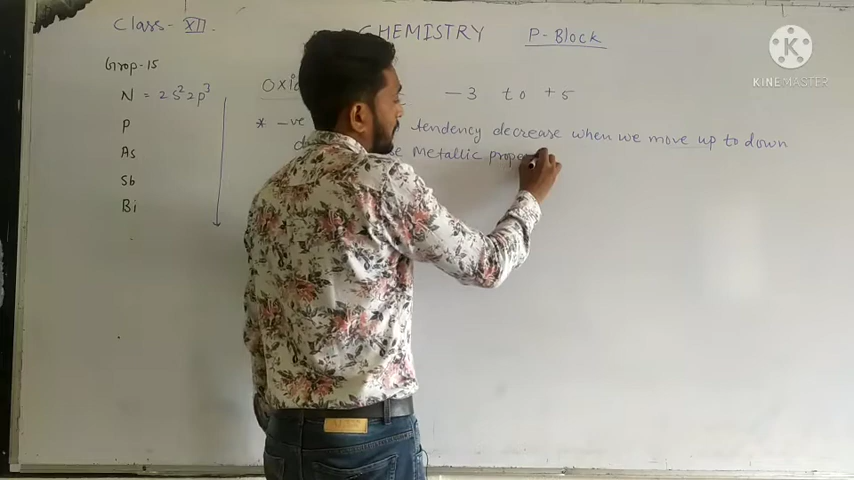 Class- XII.
CHEMISTRY
P-Block
Grop-15
N = 2s²2p³
P
As
Sb
Bi
-3 to +5
* -ve tendency decrease when we move up to down
Metallic prope
K
KINEMASTER